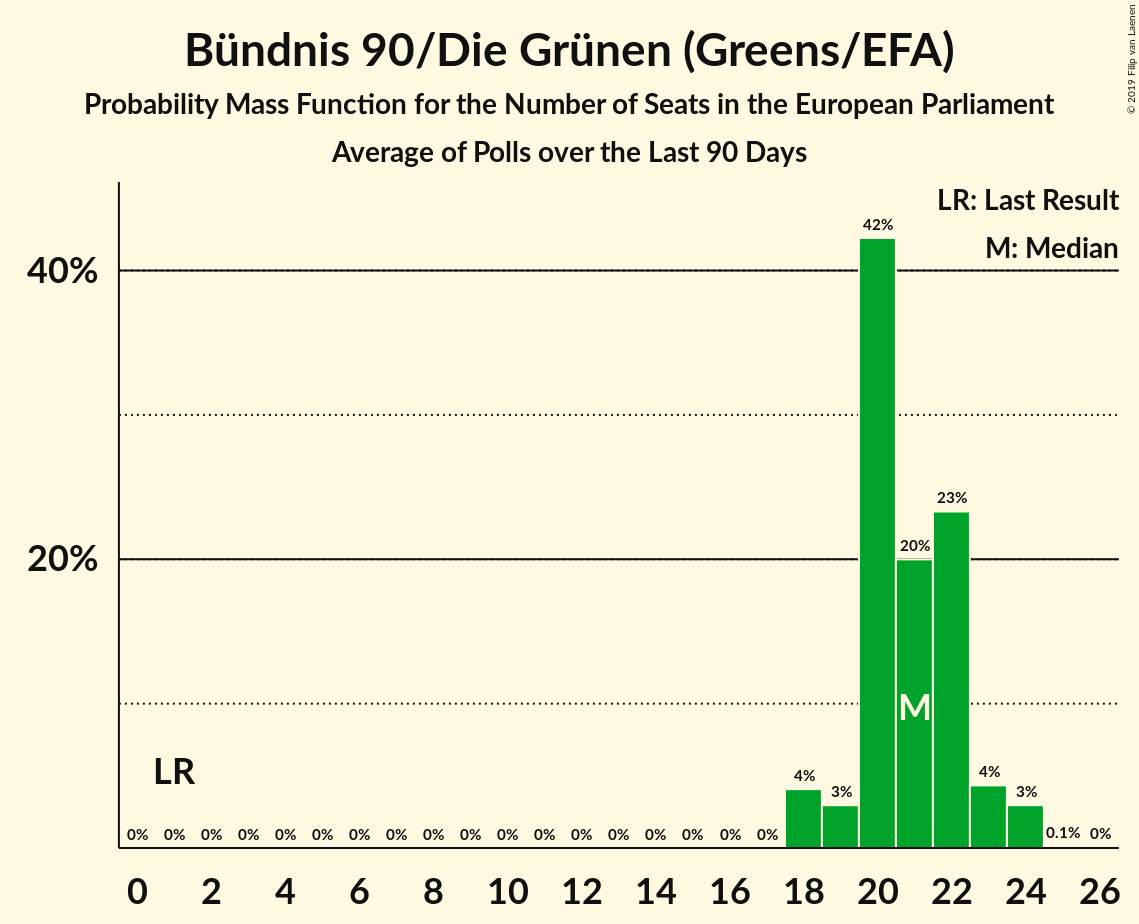 Bündnis 90/Die Grünen (Greens/EFA)
Probability Mass Function for the Number of Seats in the European Parliament
Average of Polls over the Last 90 Days
© 2019 Filip van Laenen
LR: Last Result
M: Median
40%
20%
42%
23%
20%
M
LR
4%
3%
4%
3%
0% 0% 0% 0% 0% 0% 0% 0% 0% 0% 0% 0% 0% 0% 0% 0% 0% 0% 0.1% 0%
0 2 4 6 8 10 12 14 16 18 20 22 24 26